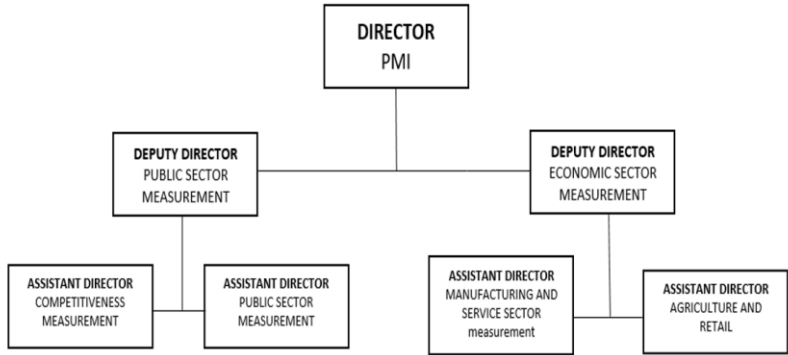 DIRECTOR
PMI
DEPUTY DIRECTOR
PUBLIC SECTOR
MEASUREMENT
DEPUTY DIRECTOR
ECONOMIC SECTOR
MEASUREMENT
ASSISTANT DIRECTOR
COMPETITIVENESS
MEASUREMENT
ASSISTANT DIRECTOR
PUBLIC SECTOR
MEASUREMENT
ASSISTANT DIRECTOR
MANUFACTURING AND
SERVICE SECTOR
measurement
ASSISTANT DIRECTOR
AGRICULTURE AND
RETAIL